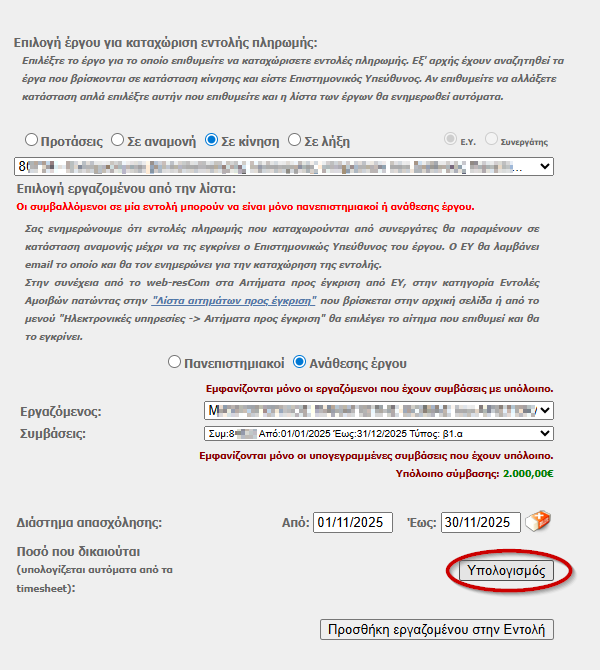 Επιλογή έργου για καταχώριση εντολής πληρωμής:
Επιλέξτε το έργο για το οποίο επιθυμείτε να καταχωρίσετε εντολές πληρωμής. Εξ' αρχής έχουν αναζητηθεί τα
έργα που βρίσκονται σε κατάσταση κίνησης και είστε Επιστημονικός Υπεύθυνος. Αν επιθυμείτε να αλλάξετε
κατάσταση απλά επιλέξτε αυτήν που επιθυμείτε και η λίστα των έργων θα ενημερωθεί αυτόματα.
Προτάσεις Σε αναμονή Σε κίνηση Σε λήξη Ε.Υ. Συνεργάτης
Επιλογή εργαζομένου από την λίστα:
Οι συμβαλλόμενοι σε μία εντολή μπορούν να είναι μόνο πανεπιστημιακοί ή ανάθεσης έργου.
Σας ενημερώνουμε ότι εντολές πληρωμής που καταχωρούνται από συνεργάτες θα παραμένουν σε
κατάσταση αναμονής μέχρι να τις εγκρίνει ο Επιστημονικός Υπεύθυνος του έργου. Ο ΕΥ θα λαμβάνει
email το οποίο και θα τον ενημερώνει για την καταχώρηση της εντολής.
Στην συνέχεια από το web-resCom στα Αιτήματα προς έγκριση από ΕΥ, στην κατηγορία Εντολές
Αμοιβών πατώντας στην "Λίστα αιτημάτων προς έγκριση" που βρίσκεται στην αρχική σελίδα ή από το
μενού "Ηλεκτρονικές υπηρεσίες -> Αιτήματα προς έγκριση" θα επιλέγει το αίτημα που επιθυμεί και θα
το εγκρίνει.
Πανεπιστημιακοί Ανάθεσης έργου
Εμφανίζονται μόνο οι εργαζόμενοι που έχουν συμβάσεις με υπόλοιπο.
Εργαζόμενος:
Συμβάσεις: Συμ:8 Από:01/01/2025 Έως:31/12/2025 Τύπος: β1.α
Εμφανίζονται μόνο οι υπογεγραμμένες συμβάσεις που έχουν υπόλοιπο.
Υπόλοιπο σύμβασης: 2.000,00€
Διάστημα απασχόλησης: Από: 01/11/2025 Έως: 30/11/2025
Ποσό που δικαιούται
(υπολογίζεται αυτόματα από τα
timesheet):
Υπολογισμός
Προσθήκη εργαζομένου στην Εντολή